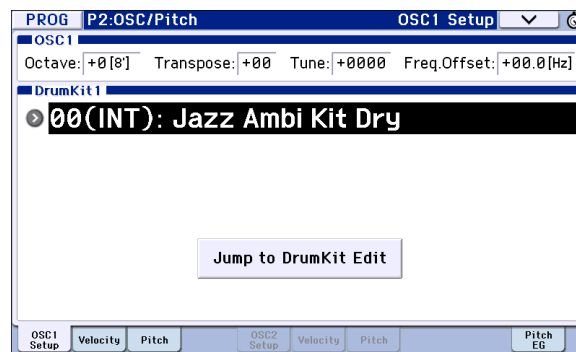 PROG P2:OSC/Pitch OSC1 Setup
OSC1
Octave: +0[8'] Transpose: +00 Tune: +0000 Freq.Offset: +00.0[Hz]
DrumKit1
00(INT): Jazz Ambi Kit Dry
Jump to DrumKit Edit
OSC1 Setup Velocity Pitch OSC2 Setup Velocity Pitch Pitch EG